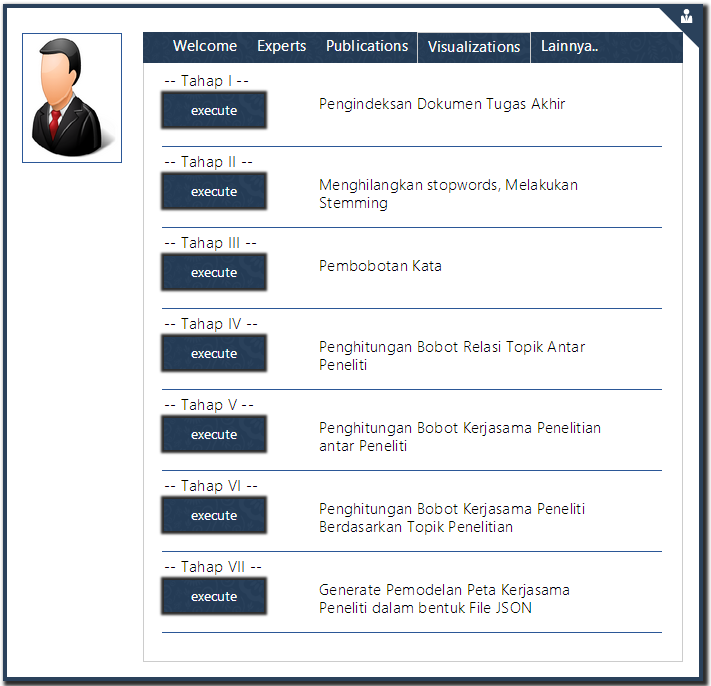 Welcome Experts Publications Visualizations Lainnya..
-- Tahap I --
execute
Pengindeksan Dokumen Tugas Akhir
-- Tahap II --
execute
Menghilangkan stopwords, Melakukan
Stemming
-- Tahap III --
execute
Pembobotan Kata
-- Tahap IV --
execute
Penghitungan Bobot Relasi Topik Antar
Peneliti
-- Tahap V --
execute
Penghitungan Bobot Kerjasama Penelitian
antar Peneliti
-- Tahap VI --
execute
Penghitungan Bobot Kerjasama Peneliti
Berdasarkan Topik Penelitian
-- Tahap VII --
execute
Generate Pemodelan Peta Kerjasama
Peneliti dalam bentuk File JSON